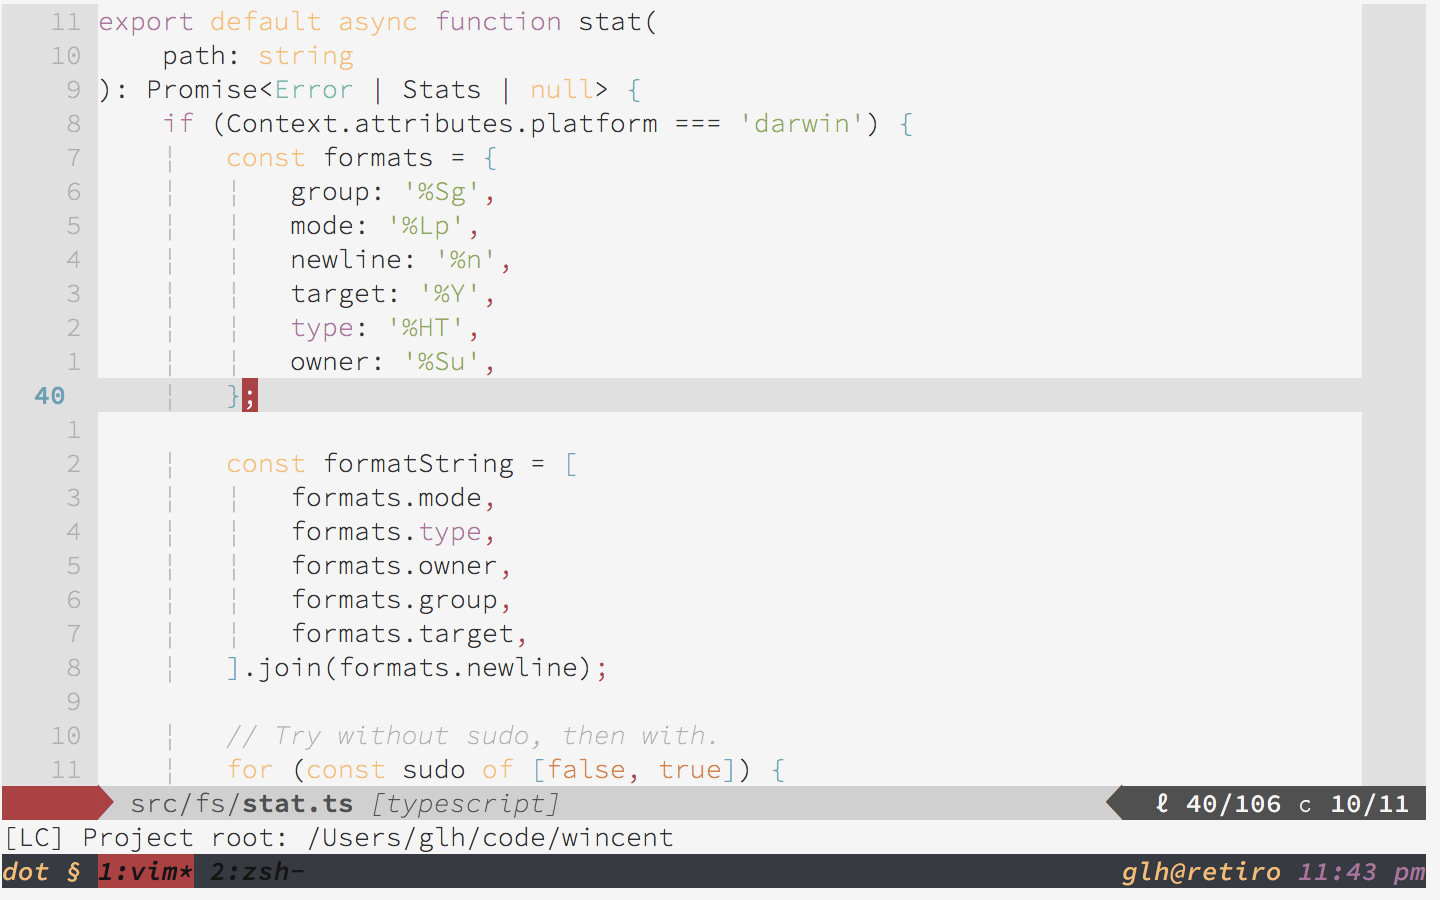 11 export default async function stat(
10     path: string
9 ): Promise<Error | Stats | null> {
8     if (Context.attributes.platform === 'darwin') {
7         const formats = {
6             group: '%Sg',
5             mode: '%Lp',
4             newline: '%n',
3             target: '%Y',
2             type: '%HT',
1             owner: '%Su',
40         };
1
2         const formatString = [
3             formats.mode,
4             formats.type,
5             formats.owner,
6             formats.group,
7             formats.target,
8         ].join(formats.newline);
9
10         // Try without sudo, then with.
11         for (const sudo of [false, true]) {
src/fs/stat.ts [typescript] ℓ 40/106 c 10/11
[LC] Project root: /Users/glh/code/wincent
dot § 1:vim* 2:zsh- glh@retiro 11:43 pm